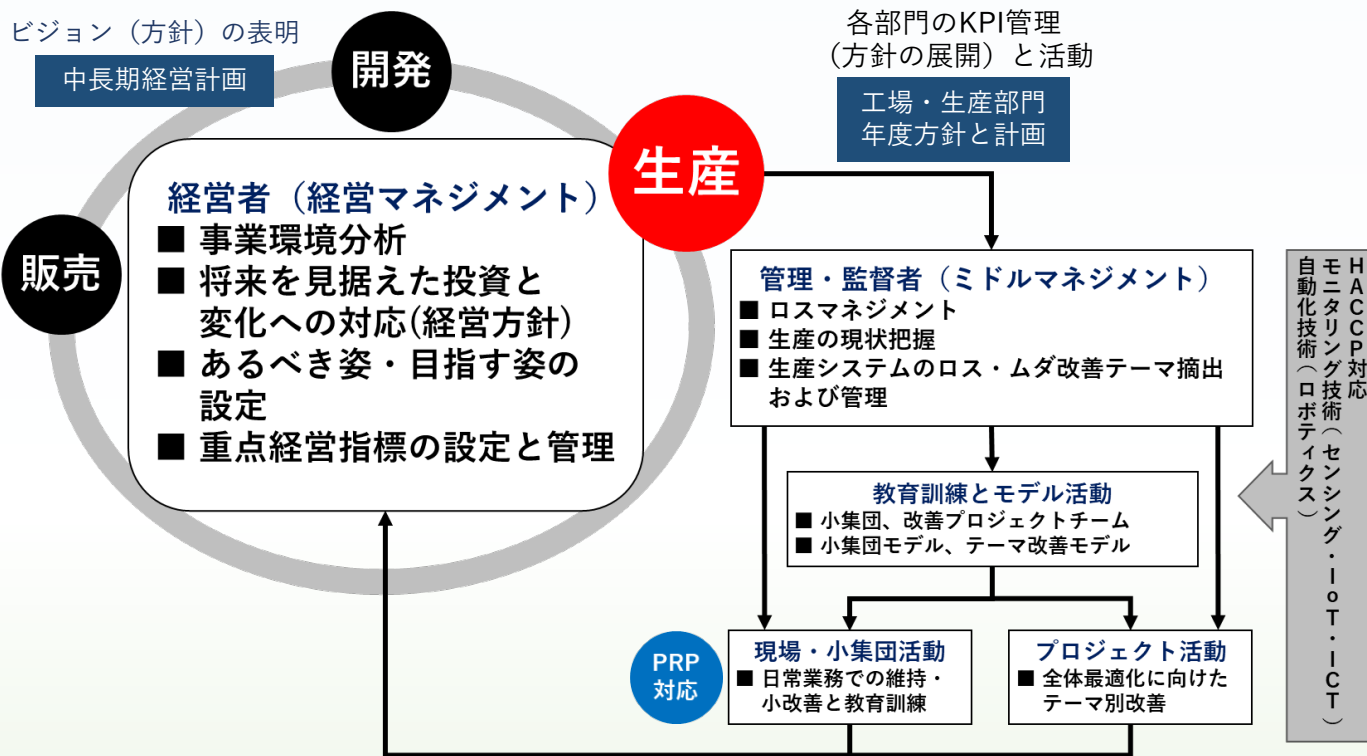 ビジョン（方針）の表明
中長期経営計画
開発
生産
販売
経営者（経営マネジメント）
■ 事業環境分析
■ 将来を見据えた投資と
変化への対応(経営方針)
■ あるべき姿・目指す姿の
設定
■ 重点経営指標の設定と管理
各部門のKPI管理
（方針の展開）と活動
工場・生産部門
年度方針と計画
管理・監督者（ミドルマネジメント）
■ ロスマネジメント
■ 生産の現状把握
■ 生産システムのロス・ムダ改善テーマ摘出
および管理
教育訓練とモデル活動
■ 小集団、改善プロジェクトチーム
■ 小集団モデル、テーマ改善モデル
PRP
対応
現場・小集団活動
■ 日常業務での維持・
小改善と教育訓練
プロジェクト活動
■ 全体最適化に向けた
テーマ別改善
HACCP対応
モニタリング技術（センシング・IoT・ICT）
自動化技術（ロボティクス）